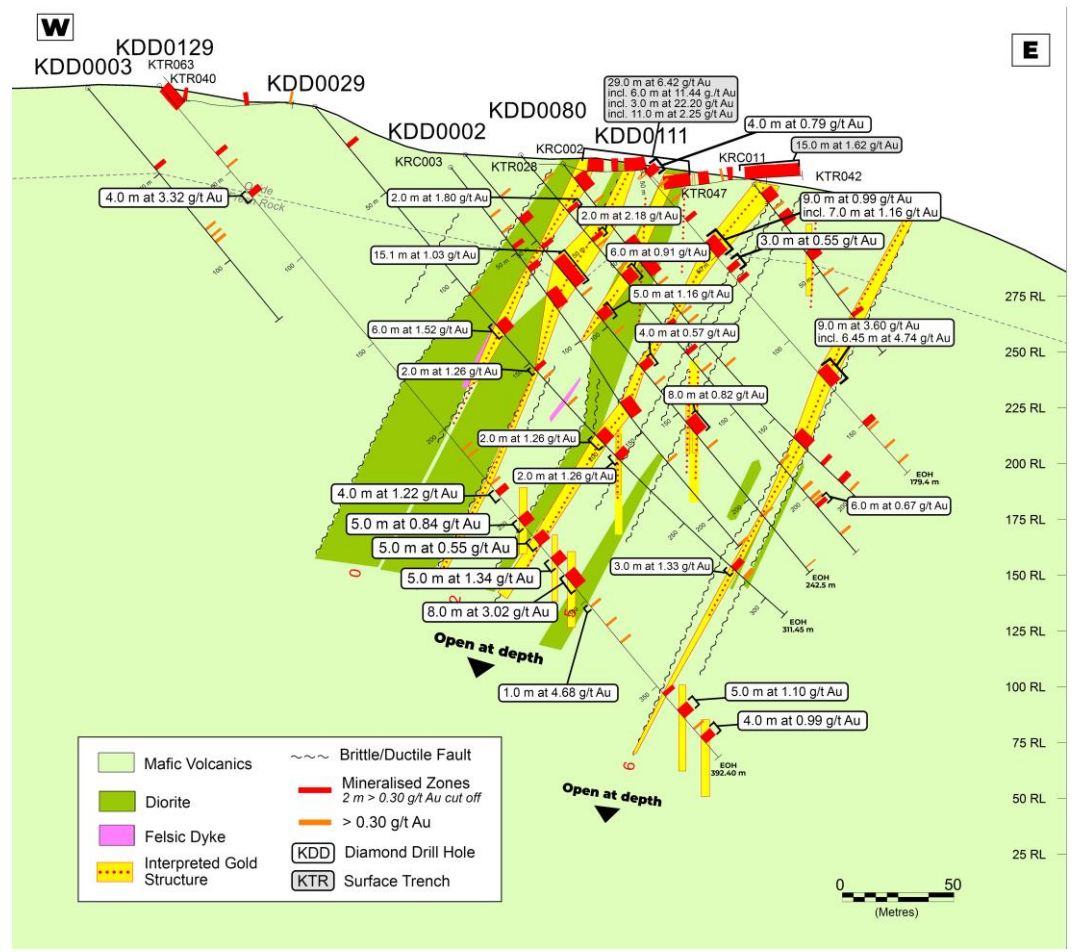 W
E
KDD0129
KTR063
KTR040
KDD0003
KDD0029
KDD0080
KDD0002
KDD0111
KRC003
KRC002
KTR028
KRC011
KTR047
KTR042
29.0 m at 6.42 g/t Au
incl. 6.0 m at 11.44 g./t Au
incl. 3.0 m at 22.20 g/t Au
incl. 11.0 m at 2.25 g/t Au
4.0 m at 0.79 g/t Au
15.0 m at 1.62 g/t Au
4.0 m at 3.32 g/t Au
2.0 m at 1.80 g/t Au
2.0 m at 2.18 g/t Au
9.0 m at 0.99 g/t Au
incl. 7.0 m at 1.16 g/t Au
3.0 m at 0.55 g/t Au
15.1 m at 1.03 g/t Au
6.0 m at 0.91 g/t Au
5.0 m at 1.16 g/t Au
6.0 m at 1.52 g/t Au
4.0 m at 0.57 g/t Au
9.0 m at 3.60 g/t Au
incl. 6.45 m at 4.74 g/t Au
2.0 m at 1.26 g/t Au
8.0 m at 0.82 g/t Au
2.0 m at 1.26 g/t Au
2.0 m at 1.26 g/t Au
4.0 m at 1.22 g/t Au
6.0 m at 0.67 g/t Au
5.0 m at 0.84 g/t Au
5.0 m at 0.55 g/t Au
5.0 m at 1.34 g/t Au
3.0 m at 1.33 g/t Au
8.0 m at 3.02 g/t Au
1.0 m at 4.68 g/t Au
5.0 m at 1.10 g/t Au
4.0 m at 0.99 g/t Au
275 RL
250 RL
225 RL
200 RL
175 RL
150 RL
125 RL
100 RL
75 RL
50 RL
25 RL
EOH
179.4 m
EOH
242.5 m
EOH
311.45 m
EOH
392.40 m
0
2
5
6
Open at depth
Open at depth
Mafic Volcanics
Diorite
Felsic Dyke
Interpreted Gold
Structure
Brittle/Ductile Fault
Mineralised Zones
2 m > 0.30 g/t Au cut off
> 0.30 g/t Au
KDD Diamond Drill Hole
KTR Surface Trench
0 50
(Metres)